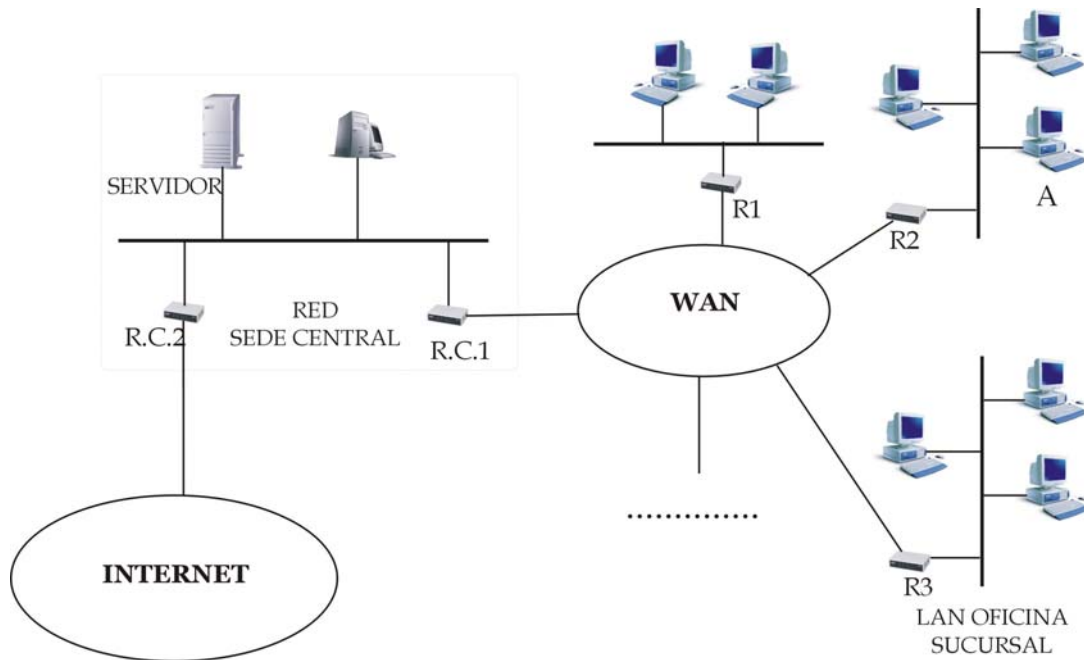 SERVIDOR
R1
A
R2
WAN
RED
SEDE CENTRAL
R.C.2
R.C.1
..............
INTERNET
R3
LAN OFICINA
SUCURSAL